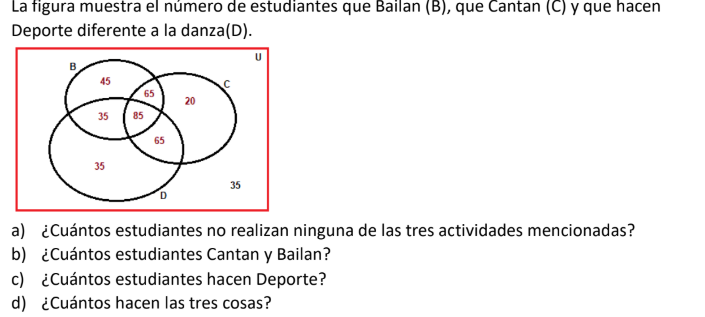 La figura muestra el número de estudiantes que Bailan (B), que Cantan (C) y que hacen
Deporte diferente a la danza(D).
U
B
45
C
65
20
35
85
65
35
35
D
a) ¿Cuántos estudiantes no realizan ninguna de las tres actividades mencionadas?
b) ¿Cuántos estudiantes Cantan y Bailan?
c) ¿Cuántos estudiantes hacen Deporte?
d) ¿Cuántos hacen las tres cosas?